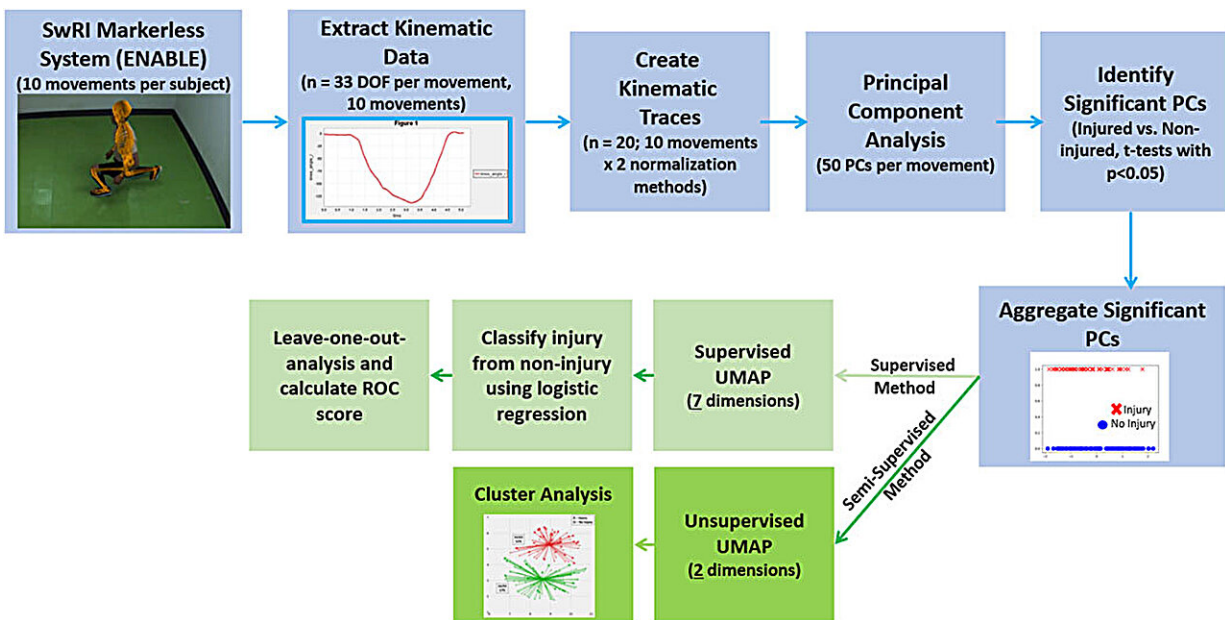 SwRI Markerless
System (ENABLE)
(10 movements per subject)
Extract Kinematic
Data
(n = 33 DOF per movement,
10 movements)
Figure 1
Create
Kinematic
Traces
(n = 20; 10 movements
x 2 normalization
methods)
Principal
Component
Analysis
(50 PCs per movement)
Identify
Significant PCs
(Injured vs. Non-
injured, t-tests with
p<0.05)
Aggregate Significant
PCs
Injury
No Injury
Supervised
Method
Semi-Supervised
Method
Supervised
UMAP
(7 dimensions)
Classify injury
from non-injury
using logistic
regression
Leave-one-out-
analysis and
calculate ROC
score
Unsupervised
UMAP
(2 dimensions)
Cluster Analysis